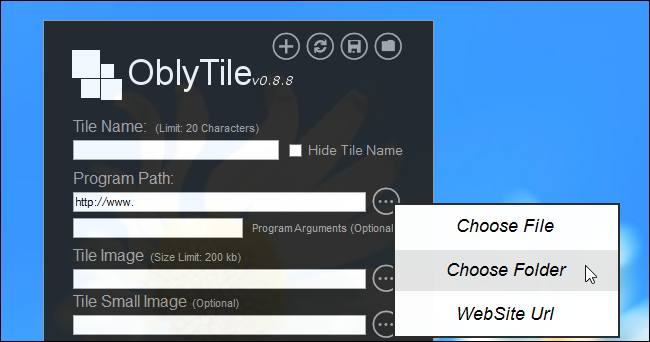 OblyTile v0.8.8
Tile Name: (Limit: 20 Characters)
Hide Tile Name
Program Path:
http://www.
Program Arguments (Optional
Choose File
Tile Image (Size Limit: 200 kb)
Choose Folder
Tile Small Image (Optional)
WebSite Url